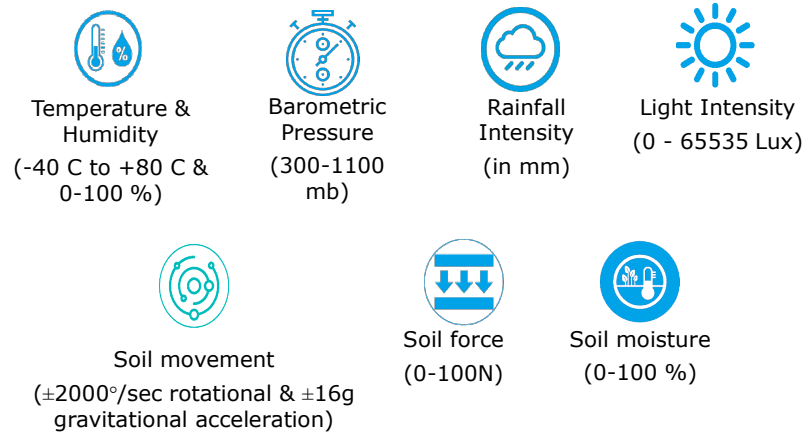 %
Temperature &
Humidity
(-40 C to +80 C &
0-100 %)
Barometric
Pressure
(300-1100
mb)
Rainfall
Intensity
(in mm)
Light Intensity
(0 - 65535 Lux)
Soil movement
(±2000°/sec rotational & ±16g
gravitational acceleration)
Soil force
(0-100N)
Soil moisture
(0-100 %)